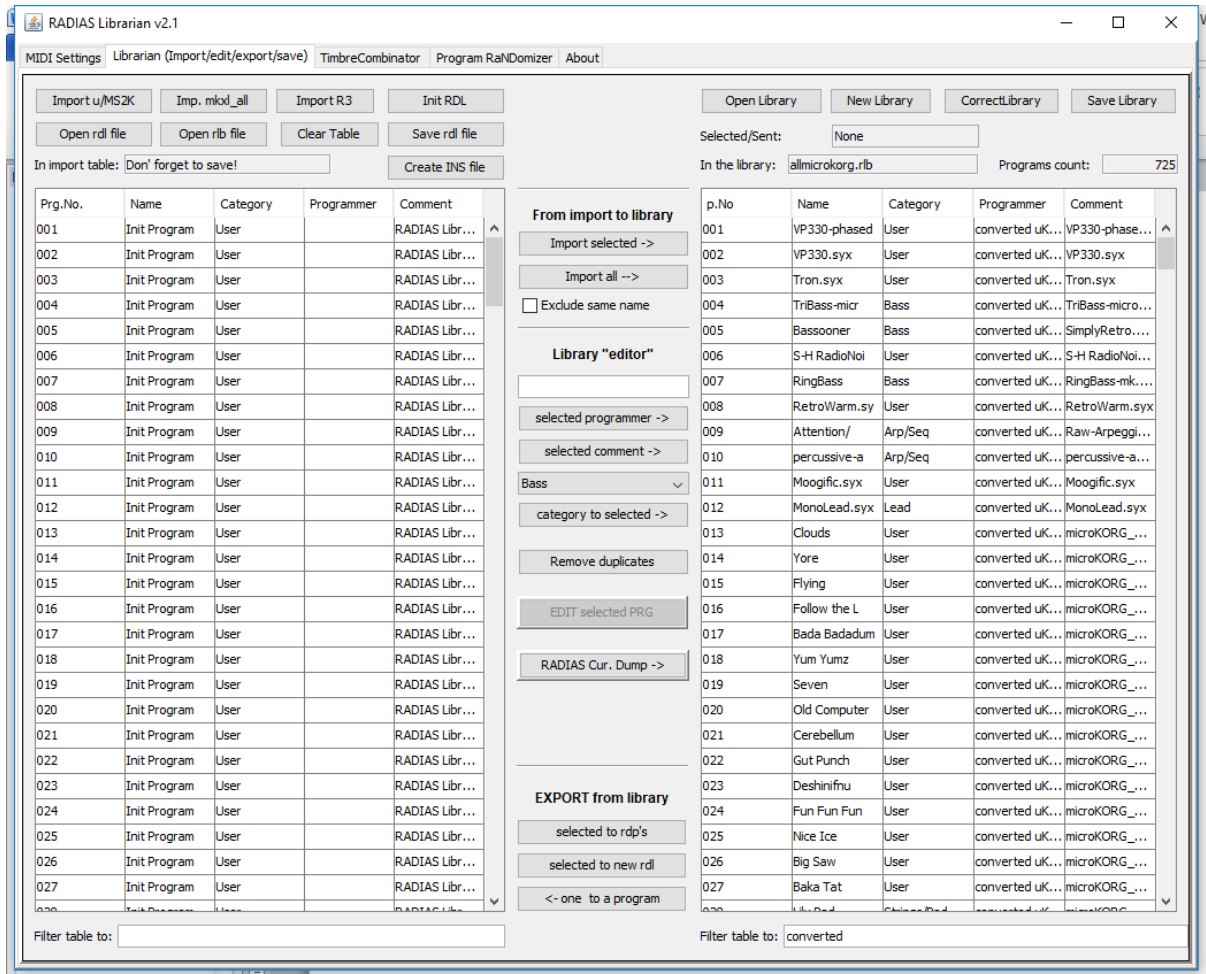 RADIAS Librarian v2.1
MIDI Settings Librarian (Import/edit/export/save) TimbreCombinator Program RaNDomizer About
Import u/MS2K Imp. mkxl_all Import R3 Init RDL
Open rdl file Open rlb file Clear Table Save rdl file
In import table: Don' forget to save! Create INS file
Prg.No. Name Category Programmer Comment
001 Init Program User RADIAS Libr...
002 Init Program User RADIAS Libr...
003 Init Program User RADIAS Libr...
004 Init Program User RADIAS Libr...
005 Init Program User RADIAS Libr...
006 Init Program User RADIAS Libr...
007 Init Program User RADIAS Libr...
008 Init Program User RADIAS Libr...
009 Init Program User RADIAS Libr...
010 Init Program User RADIAS Libr...
011 Init Program User RADIAS Libr...
012 Init Program User RADIAS Libr...
013 Init Program User RADIAS Libr...
014 Init Program User RADIAS Libr...
015 Init Program User RADIAS Libr...
016 Init Program User RADIAS Libr...
017 Init Program User RADIAS Libr...
018 Init Program User RADIAS Libr...
019 Init Program User RADIAS Libr...
020 Init Program User RADIAS Libr...
021 Init Program User RADIAS Libr...
022 Init Program User RADIAS Libr...
023 Init Program User RADIAS Libr...
024 Init Program User RADIAS Libr...
025 Init Program User RADIAS Libr...
026 Init Program User RADIAS Libr...
027 Init Program User RADIAS Libr...
Filter table to:
From import to library
Import selected ->
Import all -->
Exclude same name
Library "editor"
selected programmer ->
selected comment ->
Bass
category to selected ->
Remove duplicates
EDIT selected PRG
RADIAS Cur. Dump ->
EXPORT from library
selected to rdp's
selected to new rdl
<- one to a program
Open Library New Library CorrectLibrary Save Library
Selected/Sent: None
In the library: allmicrokorg.rlb Programs count: 725
p.No Name Category Programmer Comment
001 VP330-phased User converted uK... VP330-phase...
002 VP330.syx User converted uK... VP330.syx
003 Tron.syx User converted uK... Tron.syx
004 TriBass-micr Bass converted uK... TriBass-micro...
005 Bassooner Bass converted uK... SimplyRetro....
006 S-H RadioNoi User converted uK... S-H RadioNoi...
007 RingBass Bass converted uK... RingBass-mk....
008 RetroWarm.sy User converted uK... RetroWarm.syx
009 Attention/ Arp/Seq converted uK... Raw-Arpeggi...
010 percussive-a Arp/Seq converted uK... percussive-a...
011 Moogific.syx User converted uK... Moogific.syx
012 MonoLead.syx Lead converted uK... MonoLead.syx
013 Clouds User converted uK... microKORG_...
014 Yore User converted uK... microKORG_...
015 Flying User converted uK... microKORG_...
016 Follow the L User converted uK... microKORG_...
017 Bada Badadum User converted uK... microKORG_...
018 Yum Yumz User converted uK... microKORG_...
019 Seven User converted uK... microKORG_...
020 Old Computer User converted uK... microKORG_...
021 Cerebellum User converted uK... microKORG_...
022 Gut Punch User converted uK... microKORG_...
023 Deshinifnu User converted uK... microKORG_...
024 Fun Fun Fun User converted uK... microKORG_...
025 Nice Ice User converted uK... microKORG_...
026 Big Saw User converted uK... microKORG_...
027 Baka Tat User converted uK... microKORG_...
Filter table to: converted